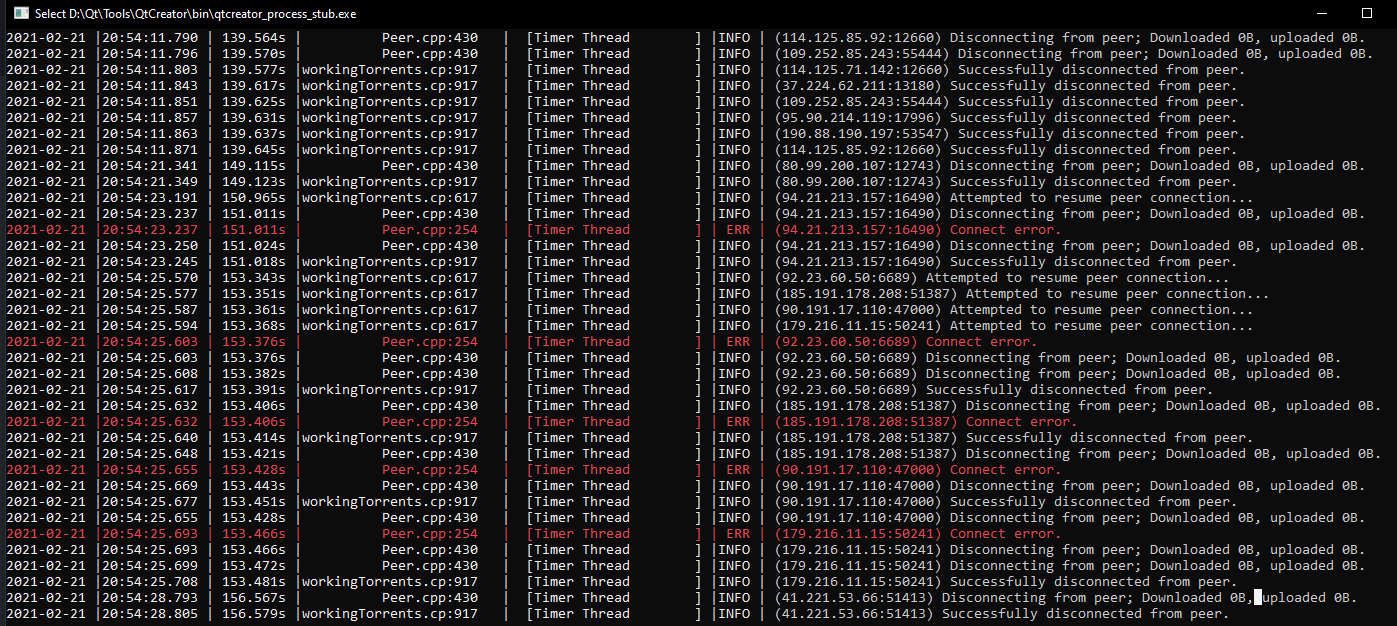 Select D:\Qt\Tools\QtCreator\bin\qtcreator_process_stub.exe
2021-02-21 |20:54:11.790 | 139.564s | Peer.cpp:430 | [Timer Thread ] |INFO | (114.125.85.92:12660) Disconnecting from peer; Downloaded 0B, uploaded 0B.
2021-02-21 |20:54:11.796 | 139.570s | Peer.cpp:430 | [Timer Thread ] |INFO | (109.252.85.243:55444) Disconnecting from peer; Downloaded 0B, uploaded 0B.
2021-02-21 |20:54:11.803 | 139.577s |workingTorrents.cp:917 | [Timer Thread ] |INFO | (114.125.71.142:12660) Successfully disconnected from peer.
2021-02-21 |20:54:11.843 | 139.617s |workingTorrents.cp:917 | [Timer Thread ] |INFO | (37.224.62.211:13180) Successfully disconnected from peer.
2021-02-21 |20:54:11.851 | 139.625s |workingTorrents.cp:917 | [Timer Thread ] |INFO | (109.252.85.243:55444) Successfully disconnected from peer.
2021-02-21 |20:54:11.857 | 139.631s |workingTorrents.cp:917 | [Timer Thread ] |INFO | (95.90.214.119:17996) Successfully disconnected from peer.
2021-02-21 |20:54:11.863 | 139.637s |workingTorrents.cp:917 | [Timer Thread ] |INFO | (190.88.190.197:53547) Successfully disconnected from peer.
2021-02-21 |20:54:11.871 | 139.645s |workingTorrents.cp:917 | [Timer Thread ] |INFO | (114.125.85.92:12660) Successfully disconnected from peer.
2021-02-21 |20:54:21.341 | 149.115s | Peer.cpp:430 | [Timer Thread ] |INFO | (80.99.200.107:12743) Disconnecting from peer; Downloaded 0B, uploaded 0B.
2021-02-21 |20:54:21.349 | 149.123s |workingTorrents.cp:917 | [Timer Thread ] |INFO | (80.99.200.107:12743) Successfully disconnected from peer.
2021-02-21 |20:54:23.191 | 150.965s |workingTorrents.cp:617 | [Timer Thread ] |INFO | (94.21.213.157:16490) Attempted to resume peer connection...
2021-02-21 |20:54:23.237 | 151.011s | Peer.cpp:430 | [Timer Thread ] |INFO | (94.21.213.157:16490) Disconnecting from peer; Downloaded 0B, uploaded 0B.
2021-02-21 |20:54:23.237 | 151.011s | Peer.cpp:254 | [Timer Thread ] | ERR | (94.21.213.157:16490) Connect error.
2021-02-21 |20:54:23.250 | 151.024s | Peer.cpp:430 | [Timer Thread ] |INFO | (94.21.213.157:16490) Disconnecting from peer; Downloaded 0B, uploaded 0B.
2021-02-21 |20:54:23.245 | 151.018s |workingTorrents.cp:917 | [Timer Thread ] |INFO | (94.21.213.157:16490) Successfully disconnected from peer.
2021-02-21 |20:54:25.570 | 153.343s |workingTorrents.cp:617 | [Timer Thread ] |INFO | (92.23.60.50:6689) Attempted to resume peer connection...
2021-02-21 |20:54:25.577 | 153.351s |workingTorrents.cp:617 | [Timer Thread ] |INFO | (185.191.178.208:51387) Attempted to resume peer connection...
2021-02-21 |20:54:25.587 | 153.361s |workingTorrents.cp:617 | [Timer Thread ] |INFO | (90.191.17.110:47000) Attempted to resume peer connection...
2021-02-21 |20:54:25.594 | 153.368s |workingTorrents.cp:617 | [Timer Thread ] |INFO | (179.216.11.15:50241) Attempted to resume peer connection...
2021-02-21 |20:54:25.603 | 153.376s | Peer.cpp:254 | [Timer Thread ] | ERR | (92.23.60.50:6689) Connect error.
2021-02-21 |20:54:25.603 | 153.376s | Peer.cpp:430 | [Timer Thread ] |INFO | (92.23.60.50:6689) Disconnecting from peer; Downloaded 0B, uploaded 0B.
2021-02-21 |20:54:25.608 | 153.382s | Peer.cpp:430 | [Timer Thread ] |INFO | (92.23.60.50:6689) Disconnecting from peer; Downloaded 0B, uploaded 0B.
2021-02-21 |20:54:25.617 | 153.391s |workingTorrents.cp:917 | [Timer Thread ] |INFO | (92.23.60.50:6689) Successfully disconnected from peer.
2021-02-21 |20:54:25.632 | 153.406s | Peer.cpp:430 | [Timer Thread ] |INFO | (185.191.178.208:51387) Disconnecting from peer; Downloaded 0B, uploaded 0B.
2021-02-21 |20:54:25.632 | 153.406s | Peer.cpp:254 | [Timer Thread ] | ERR | (185.191.178.208:51387) Connect error.
2021-02-21 |20:54:25.640 | 153.414s |workingTorrents.cp:917 | [Timer Thread ] |INFO | (185.191.178.208:51387) Successfully disconnected from peer.
2021-02-21 |20:54:25.648 | 153.421s | Peer.cpp:430 | [Timer Thread ] |INFO | (185.191.178.208:51387) Disconnecting from peer; Downloaded 0B, uploaded 0B.
2021-02-21 |20:54:25.655 | 153.428s | Peer.cpp:254 | [Timer Thread ] | ERR | (90.191.17.110:47000) Connect error.
2021-02-21 |20:54:25.669 | 153.443s | Peer.cpp:430 | [Timer Thread ] |INFO | (90.191.17.110:47000) Disconnecting from peer; Downloaded 0B, uploaded 0B.
2021-02-21 |20:54:25.677 | 153.451s |workingTorrents.cp:917 | [Timer Thread ] |INFO | (90.191.17.110:47000) Successfully disconnected from peer.
2021-02-21 |20:54:25.655 | 153.428s | Peer.cpp:430 | [Timer Thread ] |INFO | (90.191.17.110:47000) Disconnecting from peer; Downloaded 0B, uploaded 0B.
2021-02-21 |20:54:25.693 | 153.466s | Peer.cpp:254 | [Timer Thread ] | ERR | (179.216.11.15:50241) Connect error.
2021-02-21 |20:54:25.693 | 153.466s | Peer.cpp:430 | [Timer Thread ] |INFO | (179.216.11.15:50241) Disconnecting from peer; Downloaded 0B, uploaded 0B.
2021-02-21 |20:54:25.699 | 153.472s | Peer.cpp:430 | [Timer Thread ] |INFO | (179.216.11.15:50241) Disconnecting from peer; Downloaded 0B, uploaded 0B.
2021-02-21 |20:54:25.708 | 153.481s |workingTorrents.cp:917 | [Timer Thread ] |INFO | (179.216.11.15:50241) Successfully disconnected from peer.
2021-02-21 |20:54:28.793 | 156.567s | Peer.cpp:430 | [Timer Thread ] |INFO | (41.221.53.66:51413) Disconnecting from peer; Downloaded 0B, uploaded 0B.
2021-02-21 |20:54:28.805 | 156.579s |workingTorrents.cp:917 | [Timer Thread ] |INFO | (41.221.53.66:51413) Successfully disconnected from peer.